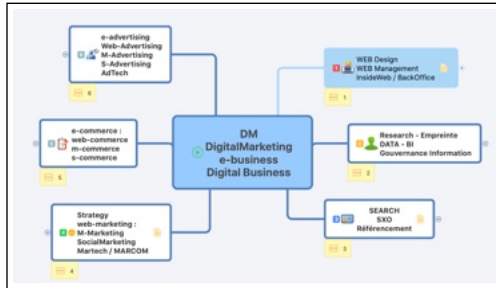 e-advertising
Web-Advertising
M-Advertising
S-Advertising
AdTech
6
WEB Design
WEB Management
InsideWeb / BackOffice
1
DM
DigitalMarketing
e-business
Digital Business
e-commerce :
web-commerce
m-commerce
s-commerce
5
Research - Empreinte
DATA - BI
Gouvernance Information
2
Strategy
web-marketing :
M-Marketing
SocialMarketing
Martech / MARCOM
4
SEARCH
SXO
Référencement
3